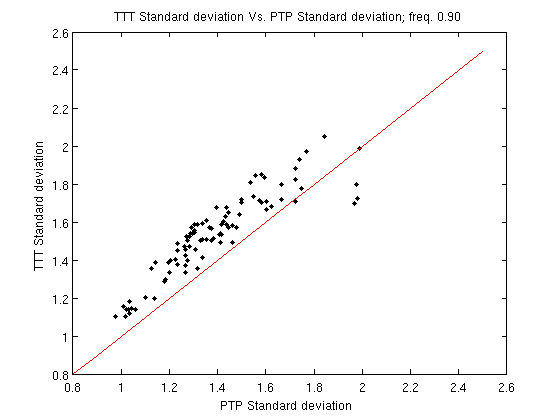 TTT Standard deviation Vs. PTP Standard deviation; freq. 0.90
2.6
2.4
2.2
2
1.8
1.6
1.4
1.2
1
0.8
TTT Standard deviation
0.8 1 1.2 1.4 1.6 1.8 2 2.2 2.4 2.6
PTP Standard deviation